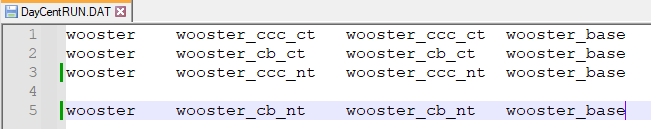 DayCentRUN.DAT
1 wooster wooster_ccc_ct wooster_ccc_ct wooster_base
2 wooster wooster_cb_ct wooster_cb_ct wooster_base
3 wooster wooster_ccc_nt wooster_ccc_nt wooster_base
4
5 wooster wooster_cb_nt wooster_cb_nt wooster_base